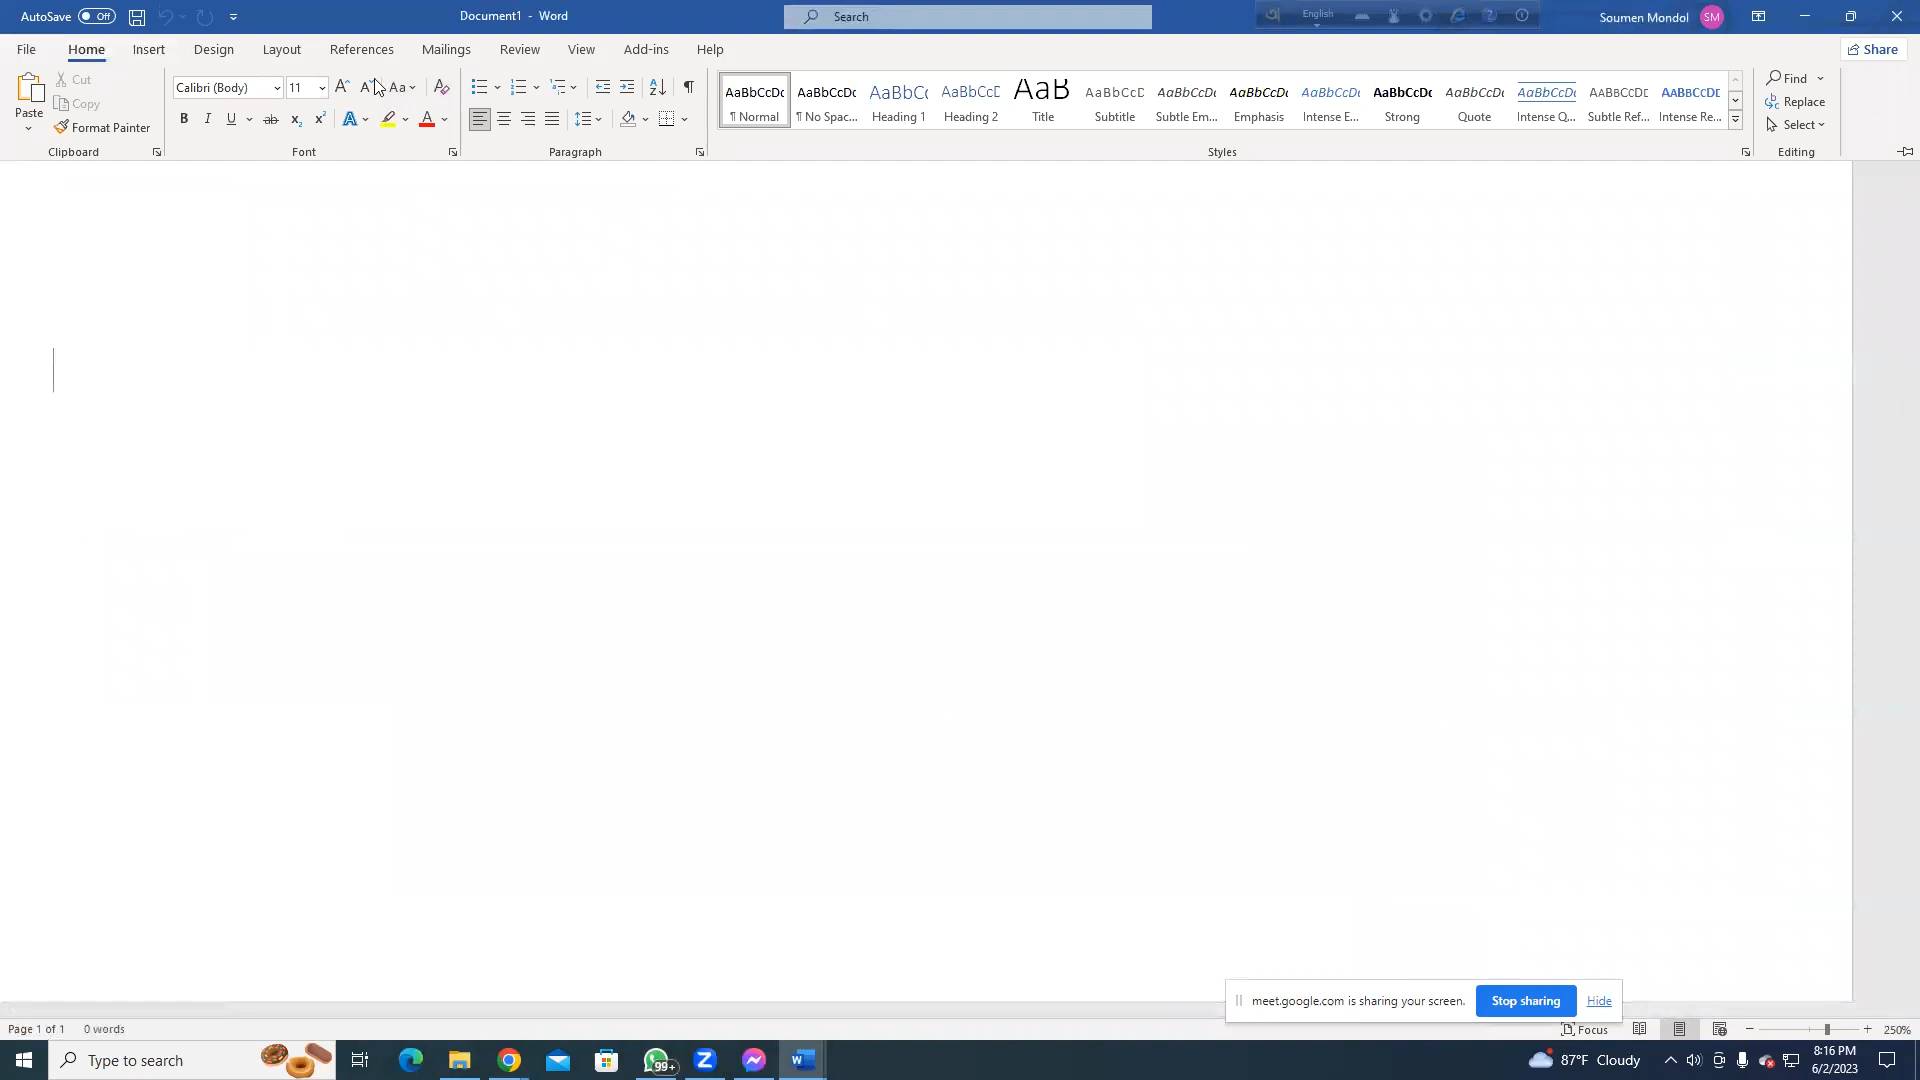 AutoSave Off Document1 - Word Search English Soumen Mondol SM
File Home Insert Design Layout References Mailings Review View Add-ins Help Share
Paste
Cut
Copy
Format Painter
Clipboard
Calibri (Body) 11 Aa
Font
Paragraph
AaBbCcDc AaBbCcDc AaBbCc AaBbCcD AaB AaBbCcD AaBbCcDc AaBbCcDc AaBbCcDc AaBbCcDc AaBbCcDc AaBbCcDc AABBCCDE AABBCCDE
¶ Normal ¶ No Spac... Heading 1 Heading 2 Title Subtitle Subtle Em... Emphasis Intense E... Strong Quote Intense Q... Subtle Ref... Intense Re...
Styles
Find
Replace
Select
Editing
meet.google.com is sharing your screen. Stop sharing Hide
Page 1 of 1 0 words Focus 250%
Type to search 99+ 87°F Cloudy 8:16 PM
6/2/2023